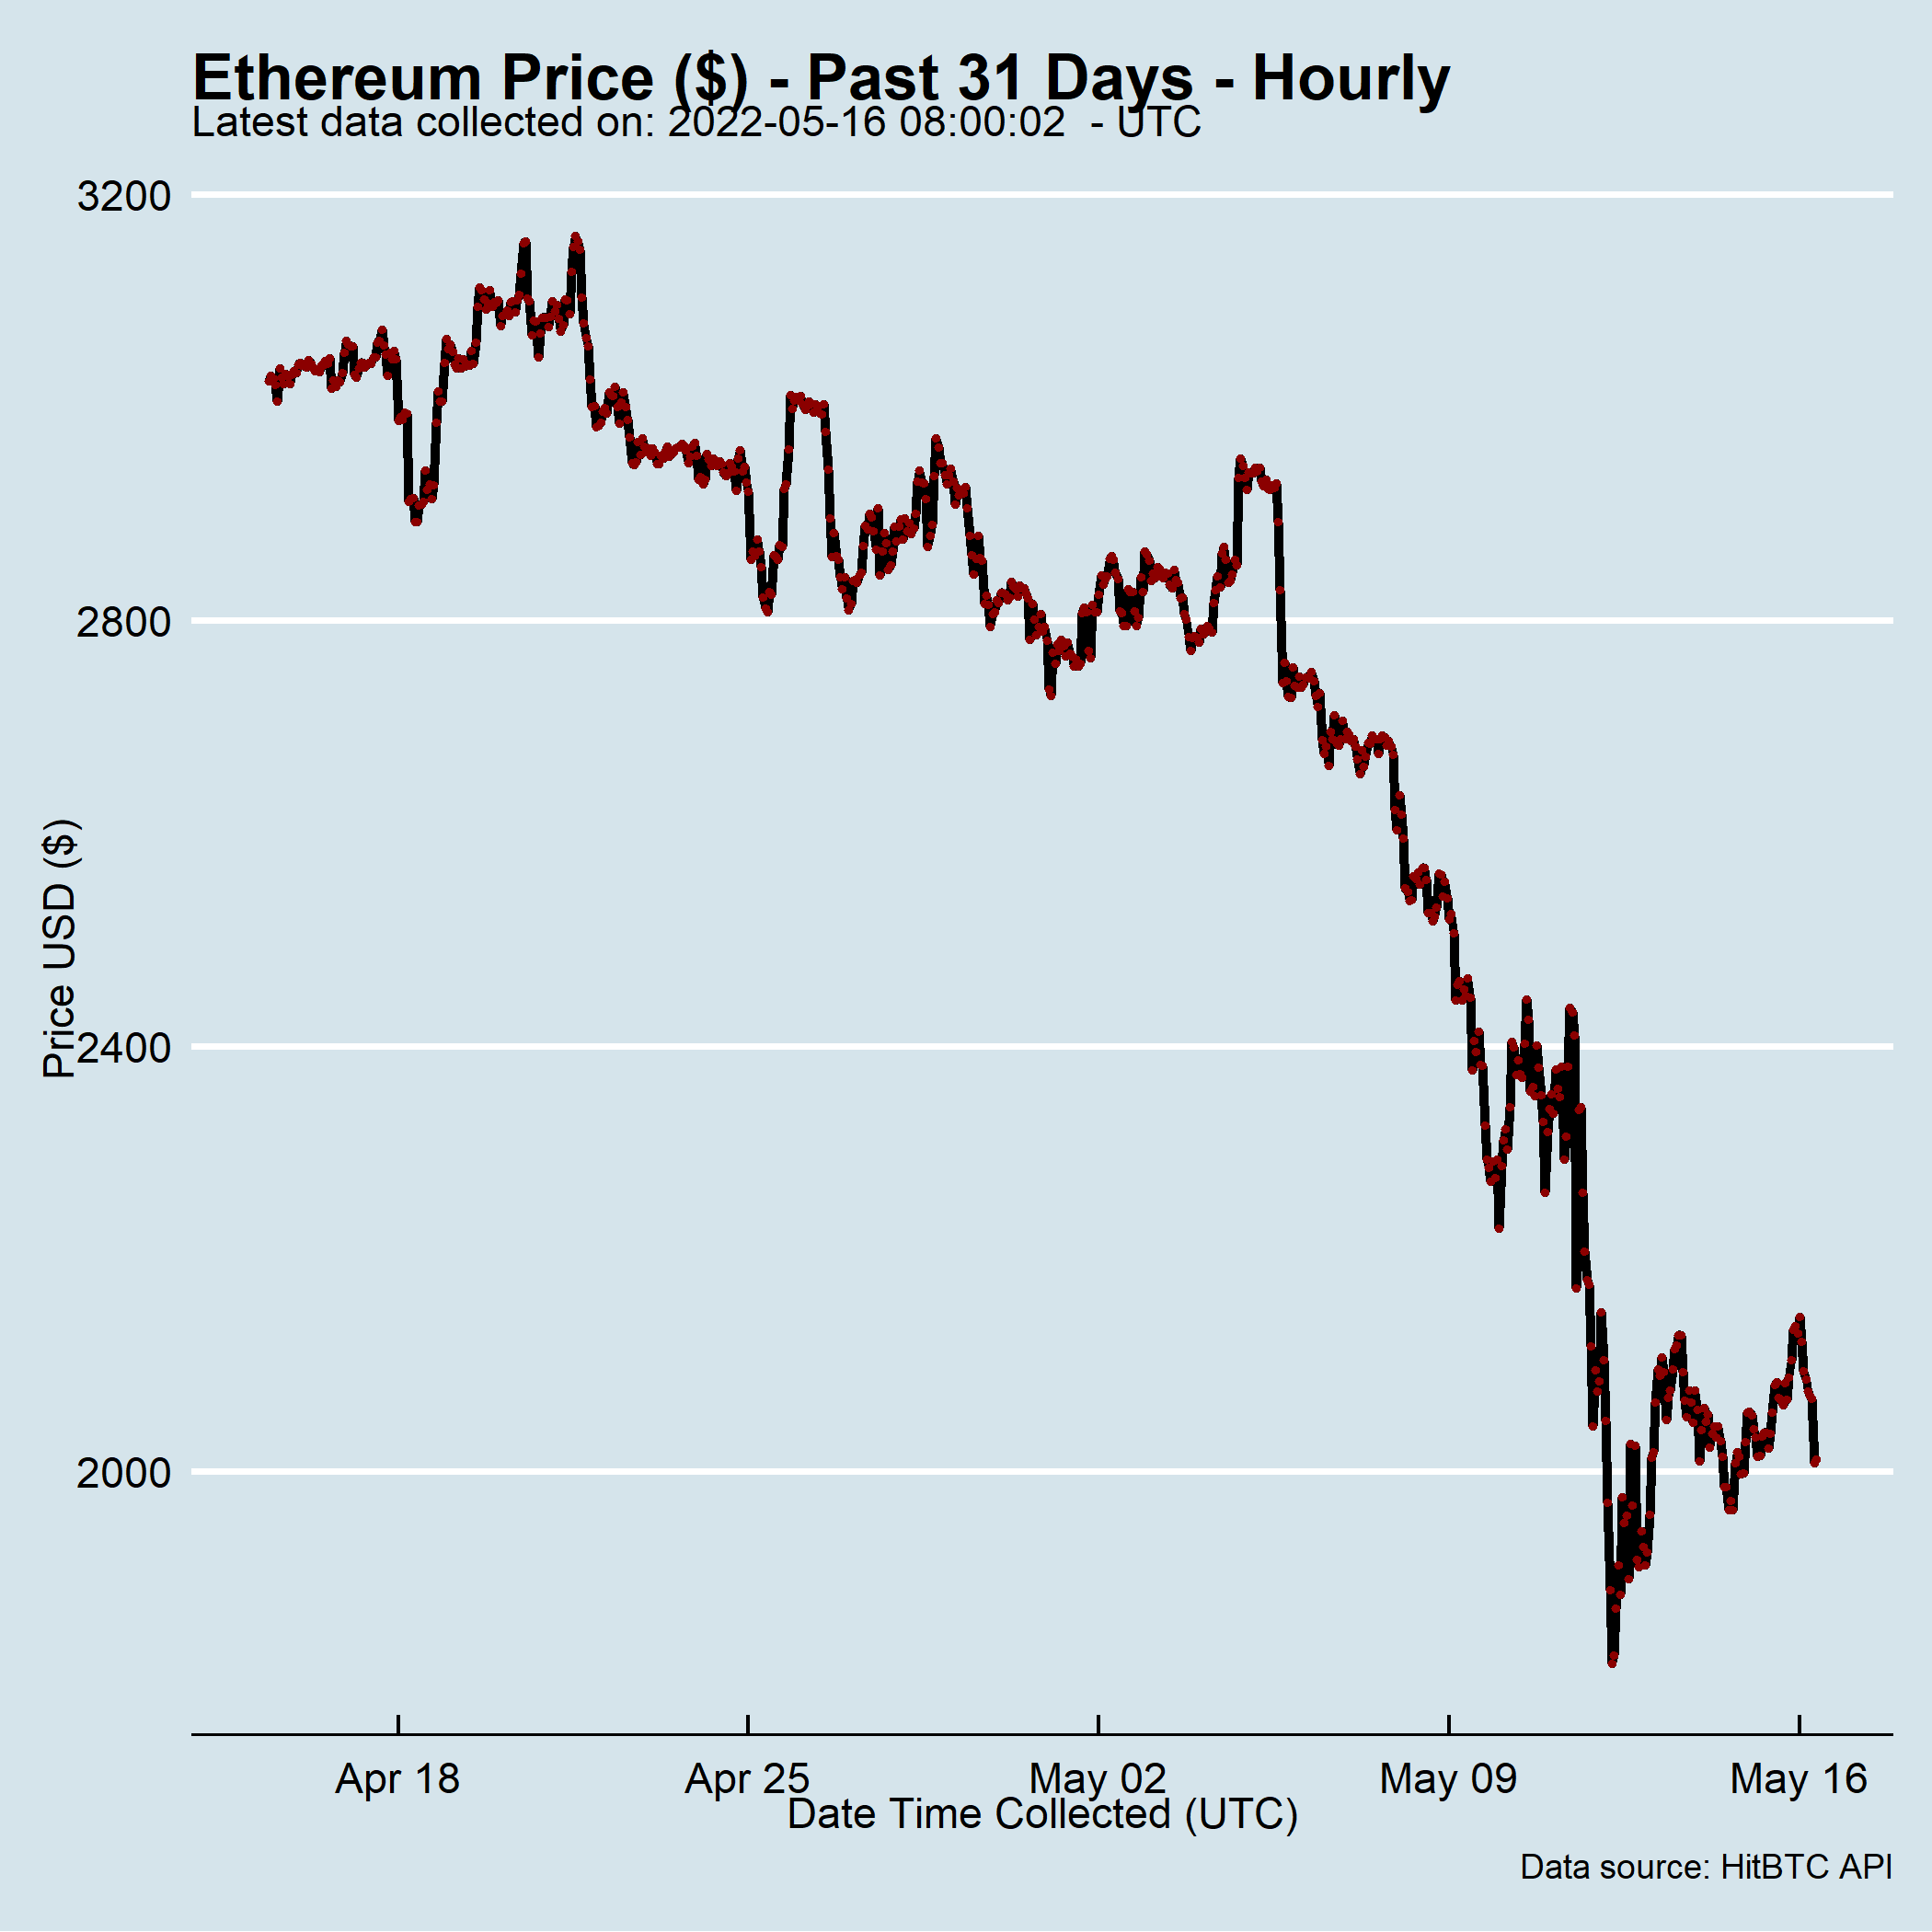 Ethereum Price ($) - Past 31 Days - Hourly
Latest data collected on: 2022-05-16 08:00:02  - UTC
3200
2800
2400
2000
Price USD ($)
Apr 18 Apr 25 May 02 May 09 May 16
Date Time Collected (UTC)
Data source: HitBTC API